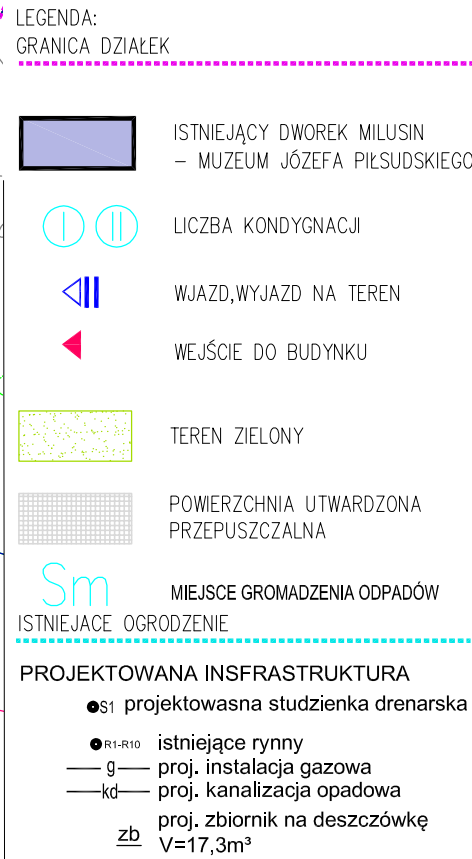 LEGENDA:
GRANICA DZIAŁEK
ISTNIEJĄCY DWOREK MILUSIN
– MUZEUM JÓZEFA PIŁSUDSKIEGO
I II LICZBA KONDYGNACJI
WJAZD,WYJAZD NA TEREN
WEJŚCIE DO BUDYNKU
TEREN ZIELONY
POWIERZCHNIA UTWARDZONA
PRZEPUSZCZALNA
Sm MIEJSCE GROMADZENIA ODPADÓW
ISTNIEJACE OGRODZENIE
PROJEKTOWANA INSFRASTRUKTURA
S1 projektowasna studzienka drenarska
R1-R10 istniejące rynny
g proj. instalacja gazowa
kd proj. kanalizacja opadowa
zb proj. zbiornik na deszczówkę
V=17,3m³